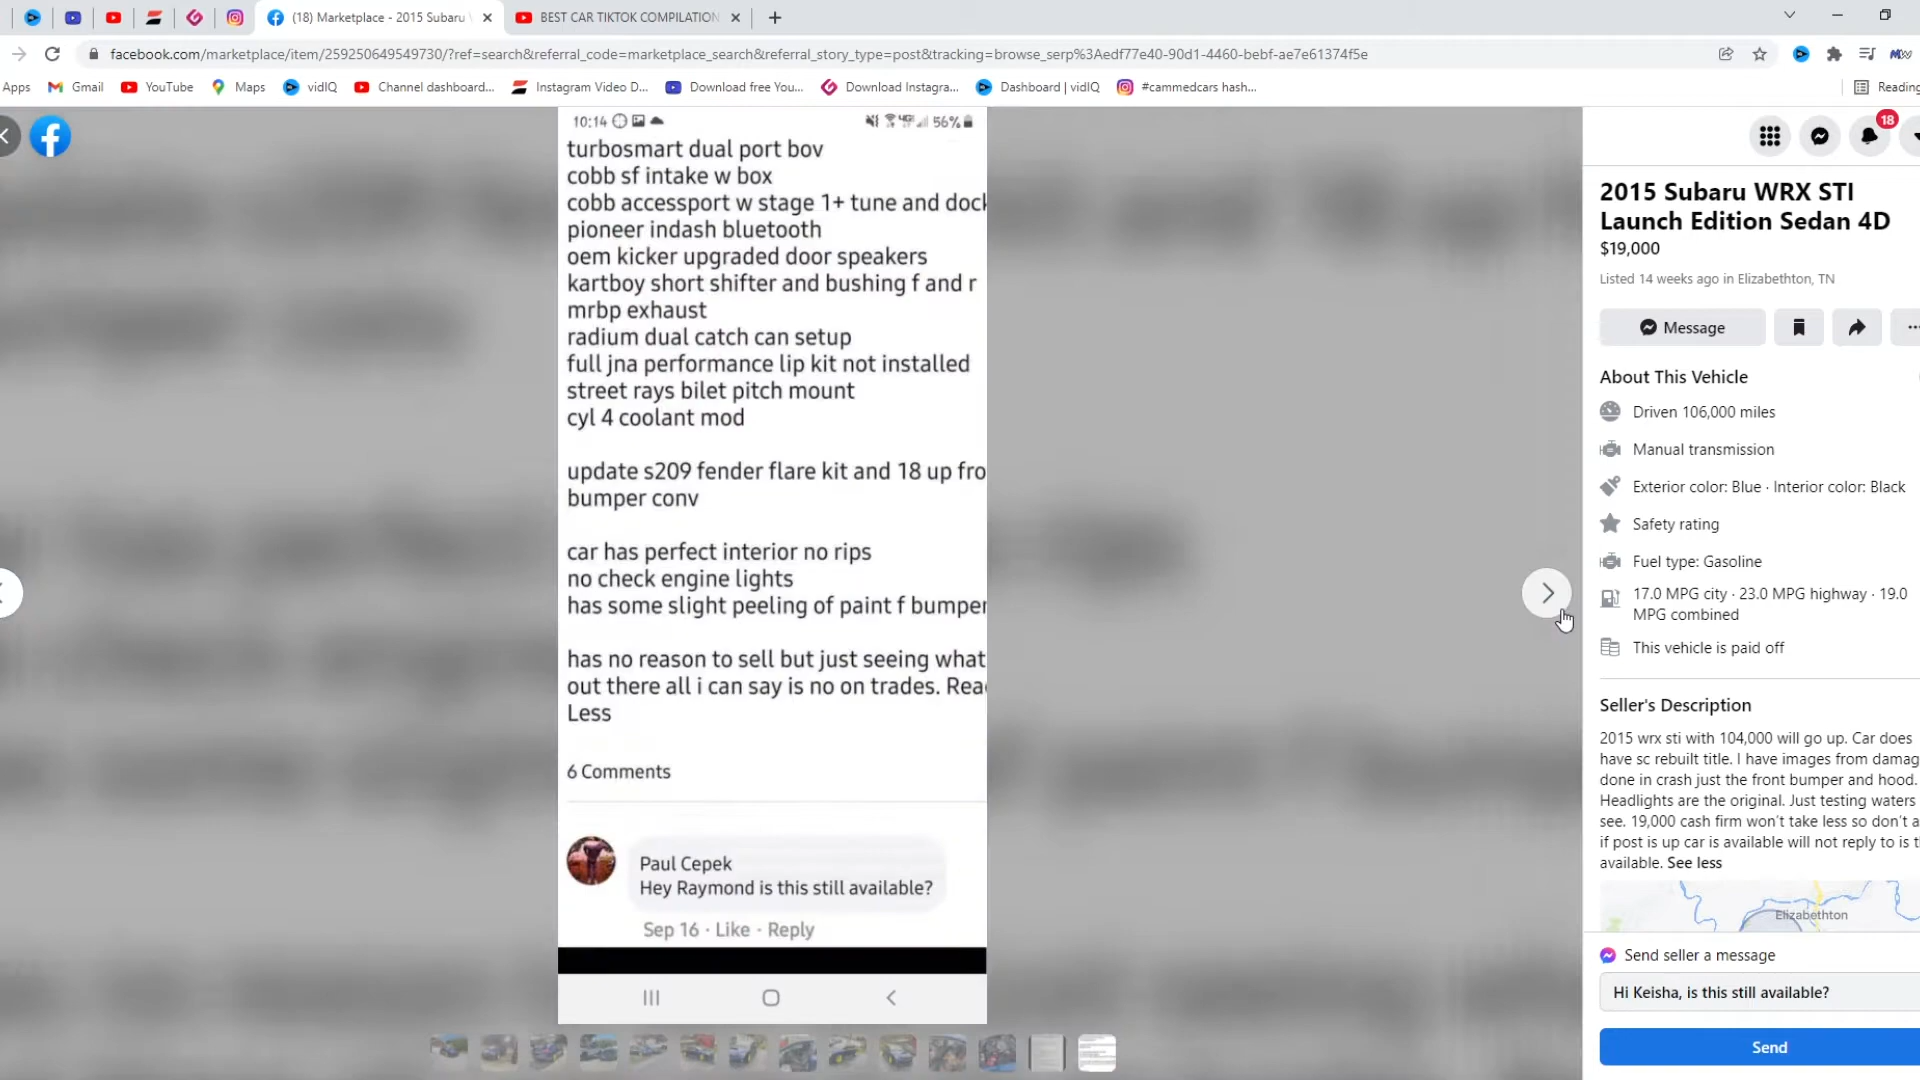 (18) Marketplace - 2015 Subaru
BEST CAR TIKTOK COMPILATION
facebook.com/marketplace/item/259250649549730/?ref=search&referral_code=marketplace_search&referral_story_type=post&tracking=browse_serp%3Aedf77e40-90d1-4460-bebf-ae7e61374f5e
Apps Gmail YouTube Maps vidIQ Channel dashboard... Instagram Video D... Download free You... Download Instagra... Dashboard | vidIQ #cammedcars hash... Reading
10:14 56%
turbosmart dual port bov
cobb sf intake w box
cobb accessport w stage 1+ tune and dock
pioneer indash bluetooth
oem kicker upgraded door speakers
kartboy short shifter and bushing f and r
mrbp exhaust
radium dual catch can setup
full jna performance lip kit not installed
street rays bilet pitch mount
cyl 4 coolant mod
update s209 fender flare kit and 18 up fro
bumper conv
car has perfect interior no rips
no check engine lights
has some slight peeling of paint f bumper
has no reason to sell but just seeing what
out there all i can say is no on trades. Rea
Less
6 Comments
Paul Cepek
Hey Raymond is this still available?
Sep 16 · Like · Reply
18
2015 Subaru WRX STI
Launch Edition Sedan 4D
$19,000
Listed 14 weeks ago in Elizabethton, TN
Message
About This Vehicle
Driven 106,000 miles
Manual transmission
Exterior color: Blue · Interior color: Black
Safety rating
Fuel type: Gasoline
17.0 MPG city · 23.0 MPG highway · 19.0
MPG combined
This vehicle is paid off
Seller's Description
2015 wrx sti with 104,000 will go up. Car does
have sc rebuilt title. I have images from damag
done in crash just the front bumper and hood.
Headlights are the original. Just testing waters
see. 19,000 cash firm won't take less so don't a
if post is up car is available will not reply to is t
available. See less
Elizabethton
Send seller a message
Hi Keisha, is this still available?
Send